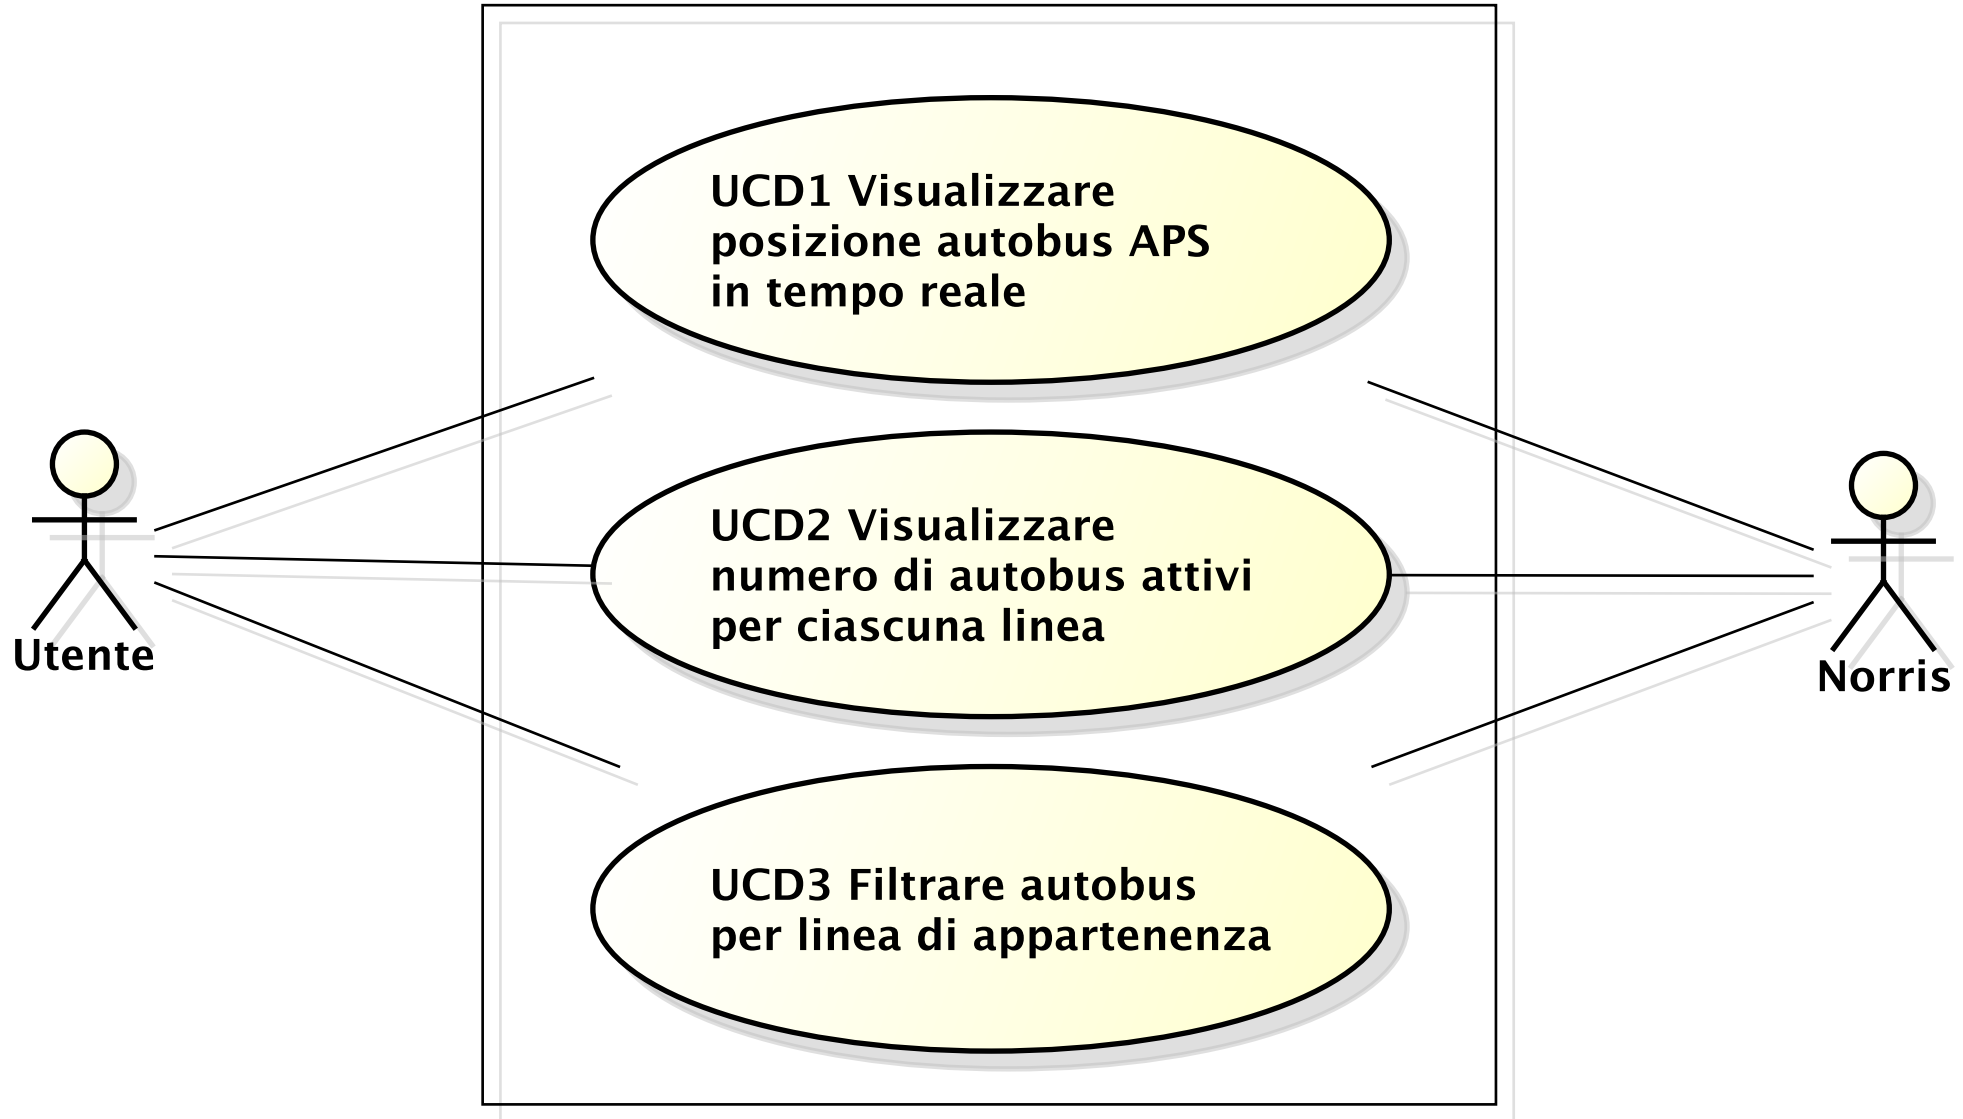 UCD1 Visualizzare
posizione autobus APS
in tempo reale
UCD2 Visualizzare
numero di autobus attivi
per ciascuna linea
Utente
Norris
UCD3 Filtrare autobus
per linea di appartenenza